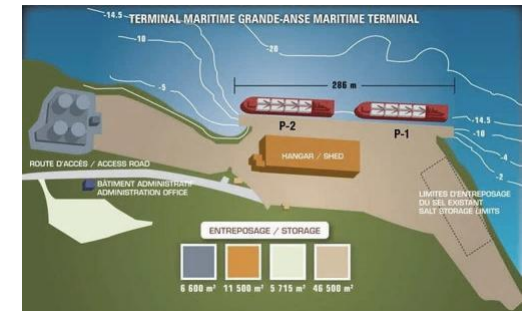 TERMINAL MARITIME GRANDE-ANSE MARITIME TERMINAL
-14.5
-10
-20
-5
286 m
P-2
P-1
-14.5
-10
-4
-2
HANGAR / SHED
ROUTE D'ACCÈS / ACCESS ROAD
BÂTIMENT ADMINISTRATIF
ADMINISTRATION OFFICE
LIMITES D'ENTREPOSAGE
DU SEL EXISTANT
SALT STORAGE LIMITS
ENTREPOSAGE / STORAGE
6 600 m² 11 500 m² 5 715 m² 46 500 m²